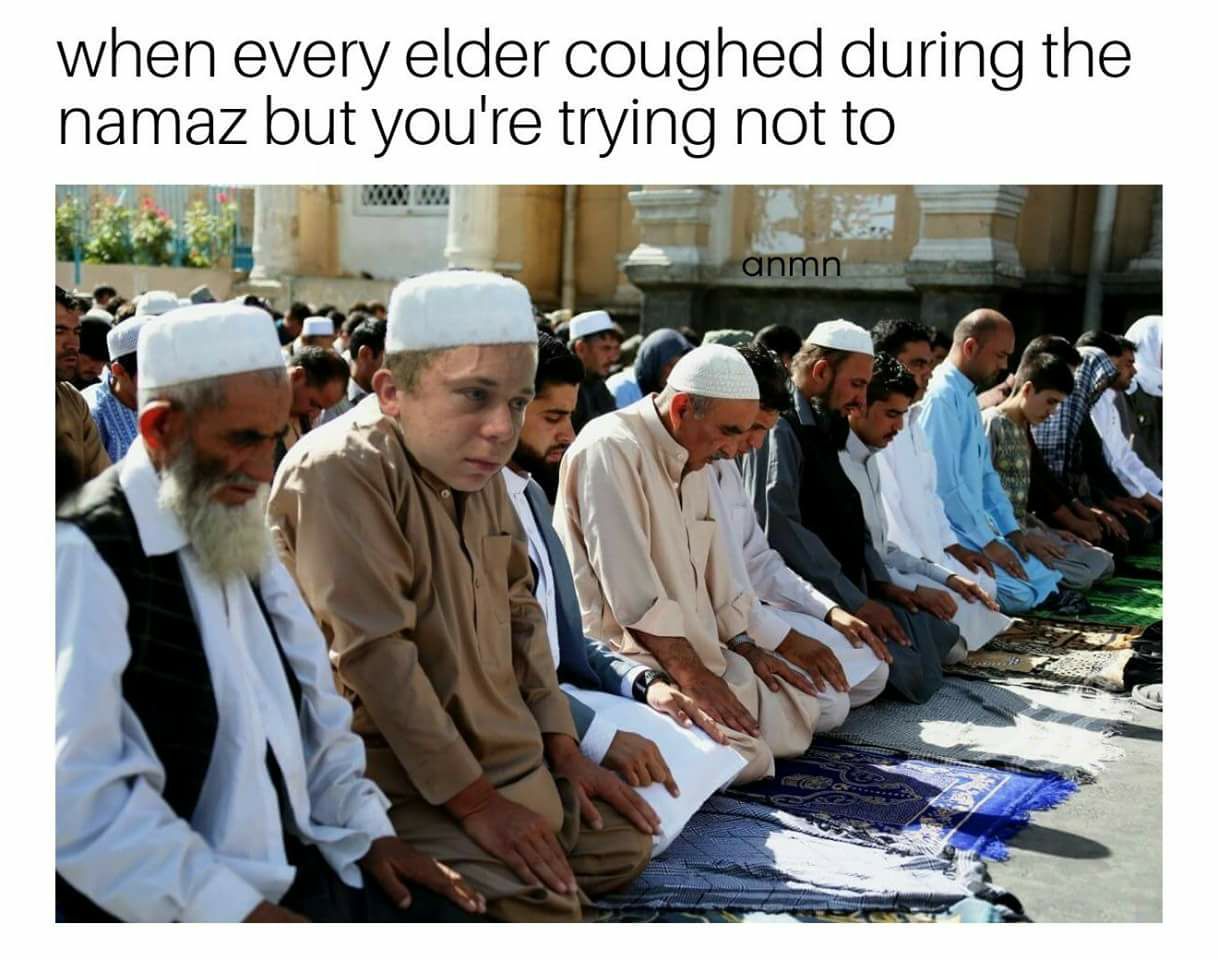 when every elder coughed during the
namaz but you're trying not to
anmn